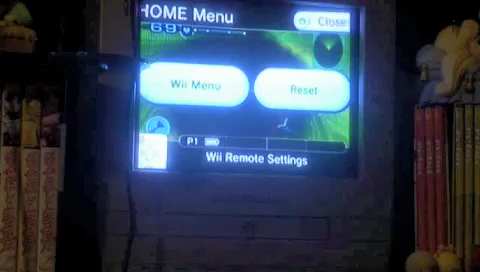 HOME Menu
Close
69
Wii Menu
Reset
P1
Wii Remote Settings